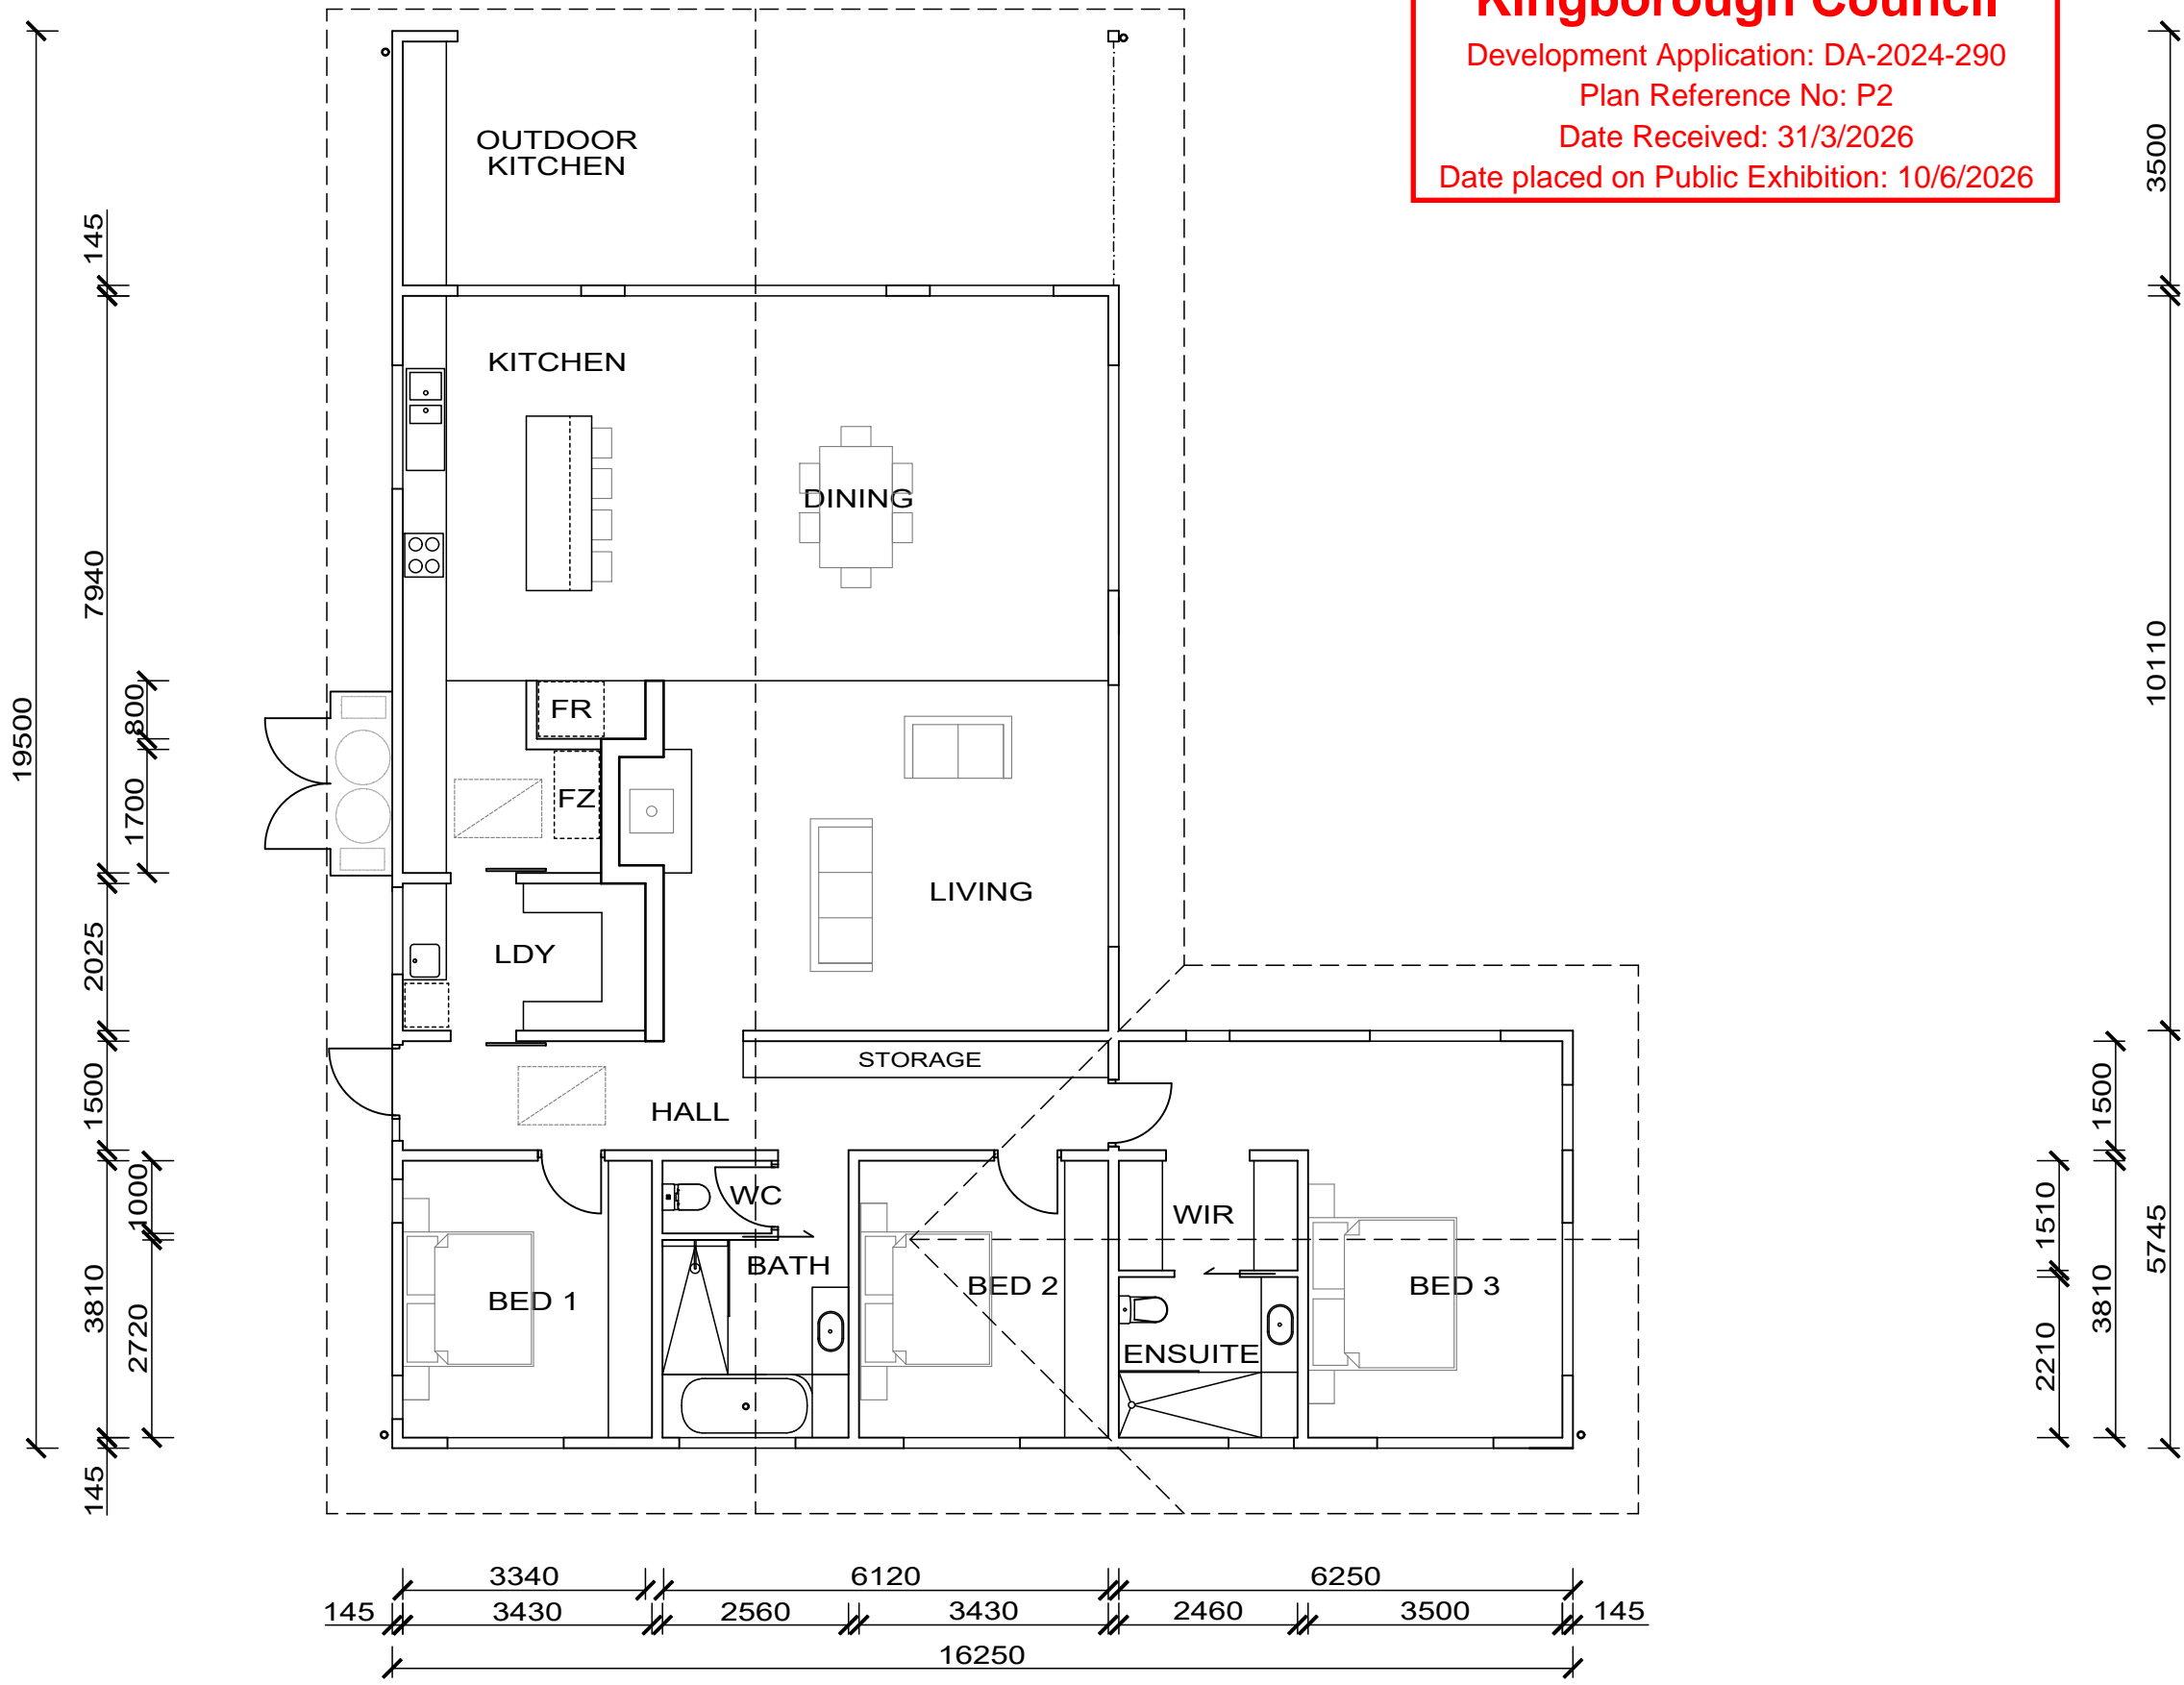 Kingborough Council
Development Application: DA-2024-290
Plan Reference No: P2
Date Received: 31/3/2026
Date placed on Public Exhibition: 10/6/2026
OUTDOOR
KITCHEN
KITCHEN
DINING
FR
FZ
LIVING
LDY
STORAGE
HALL
WC
WIR
BATH
BED 1
BED 2
BED 3
ENSUITE
19500
145
7940
2025
1500
3810
145
800
1700
1000
2720
3500
10110
5745
1500
3810
1510
2210
3340
6120
6250
145
3430
2560
3430
2460
3500
145
16250